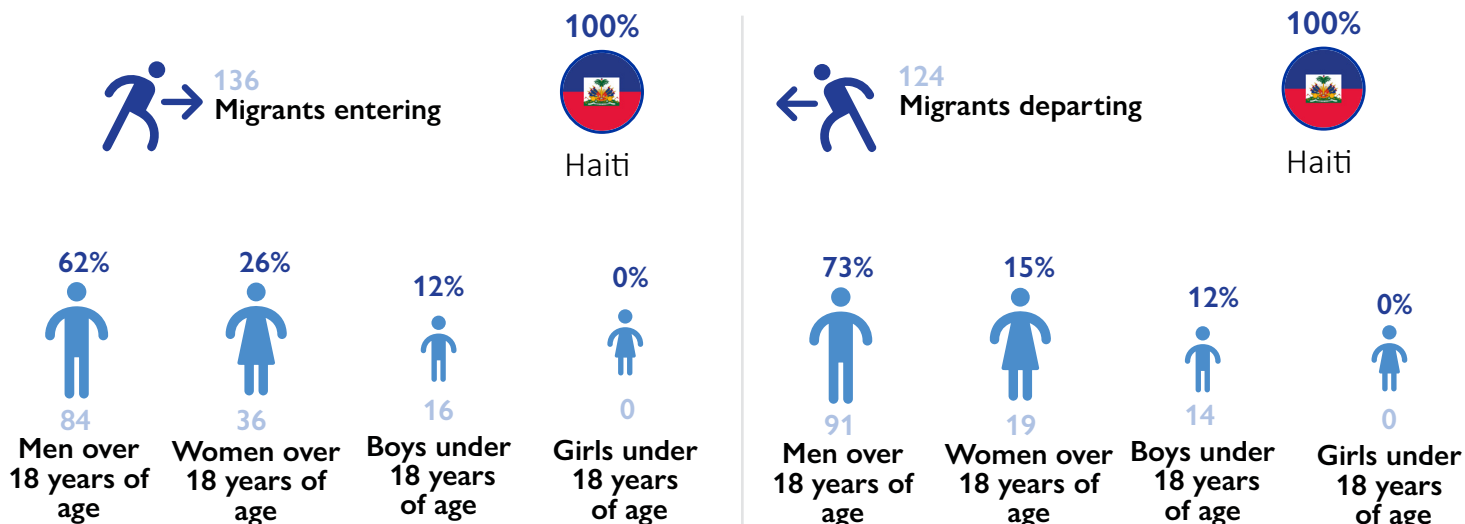 100%
136
Migrants entering
Haiti
62%
26%
12%
0%
84
36
16
0
Men over
18 years of
age
Women over
18 years of
age
Boys under
18 years
of age
Girls under
18 years
of age
100%
124
Migrants departing
Haiti
73%
15%
12%
0%
91
19
14
0
Men over
18 years of
age
Women over
18 years of
age
Boys under
18 years
of age
Girls under
18 years
of age